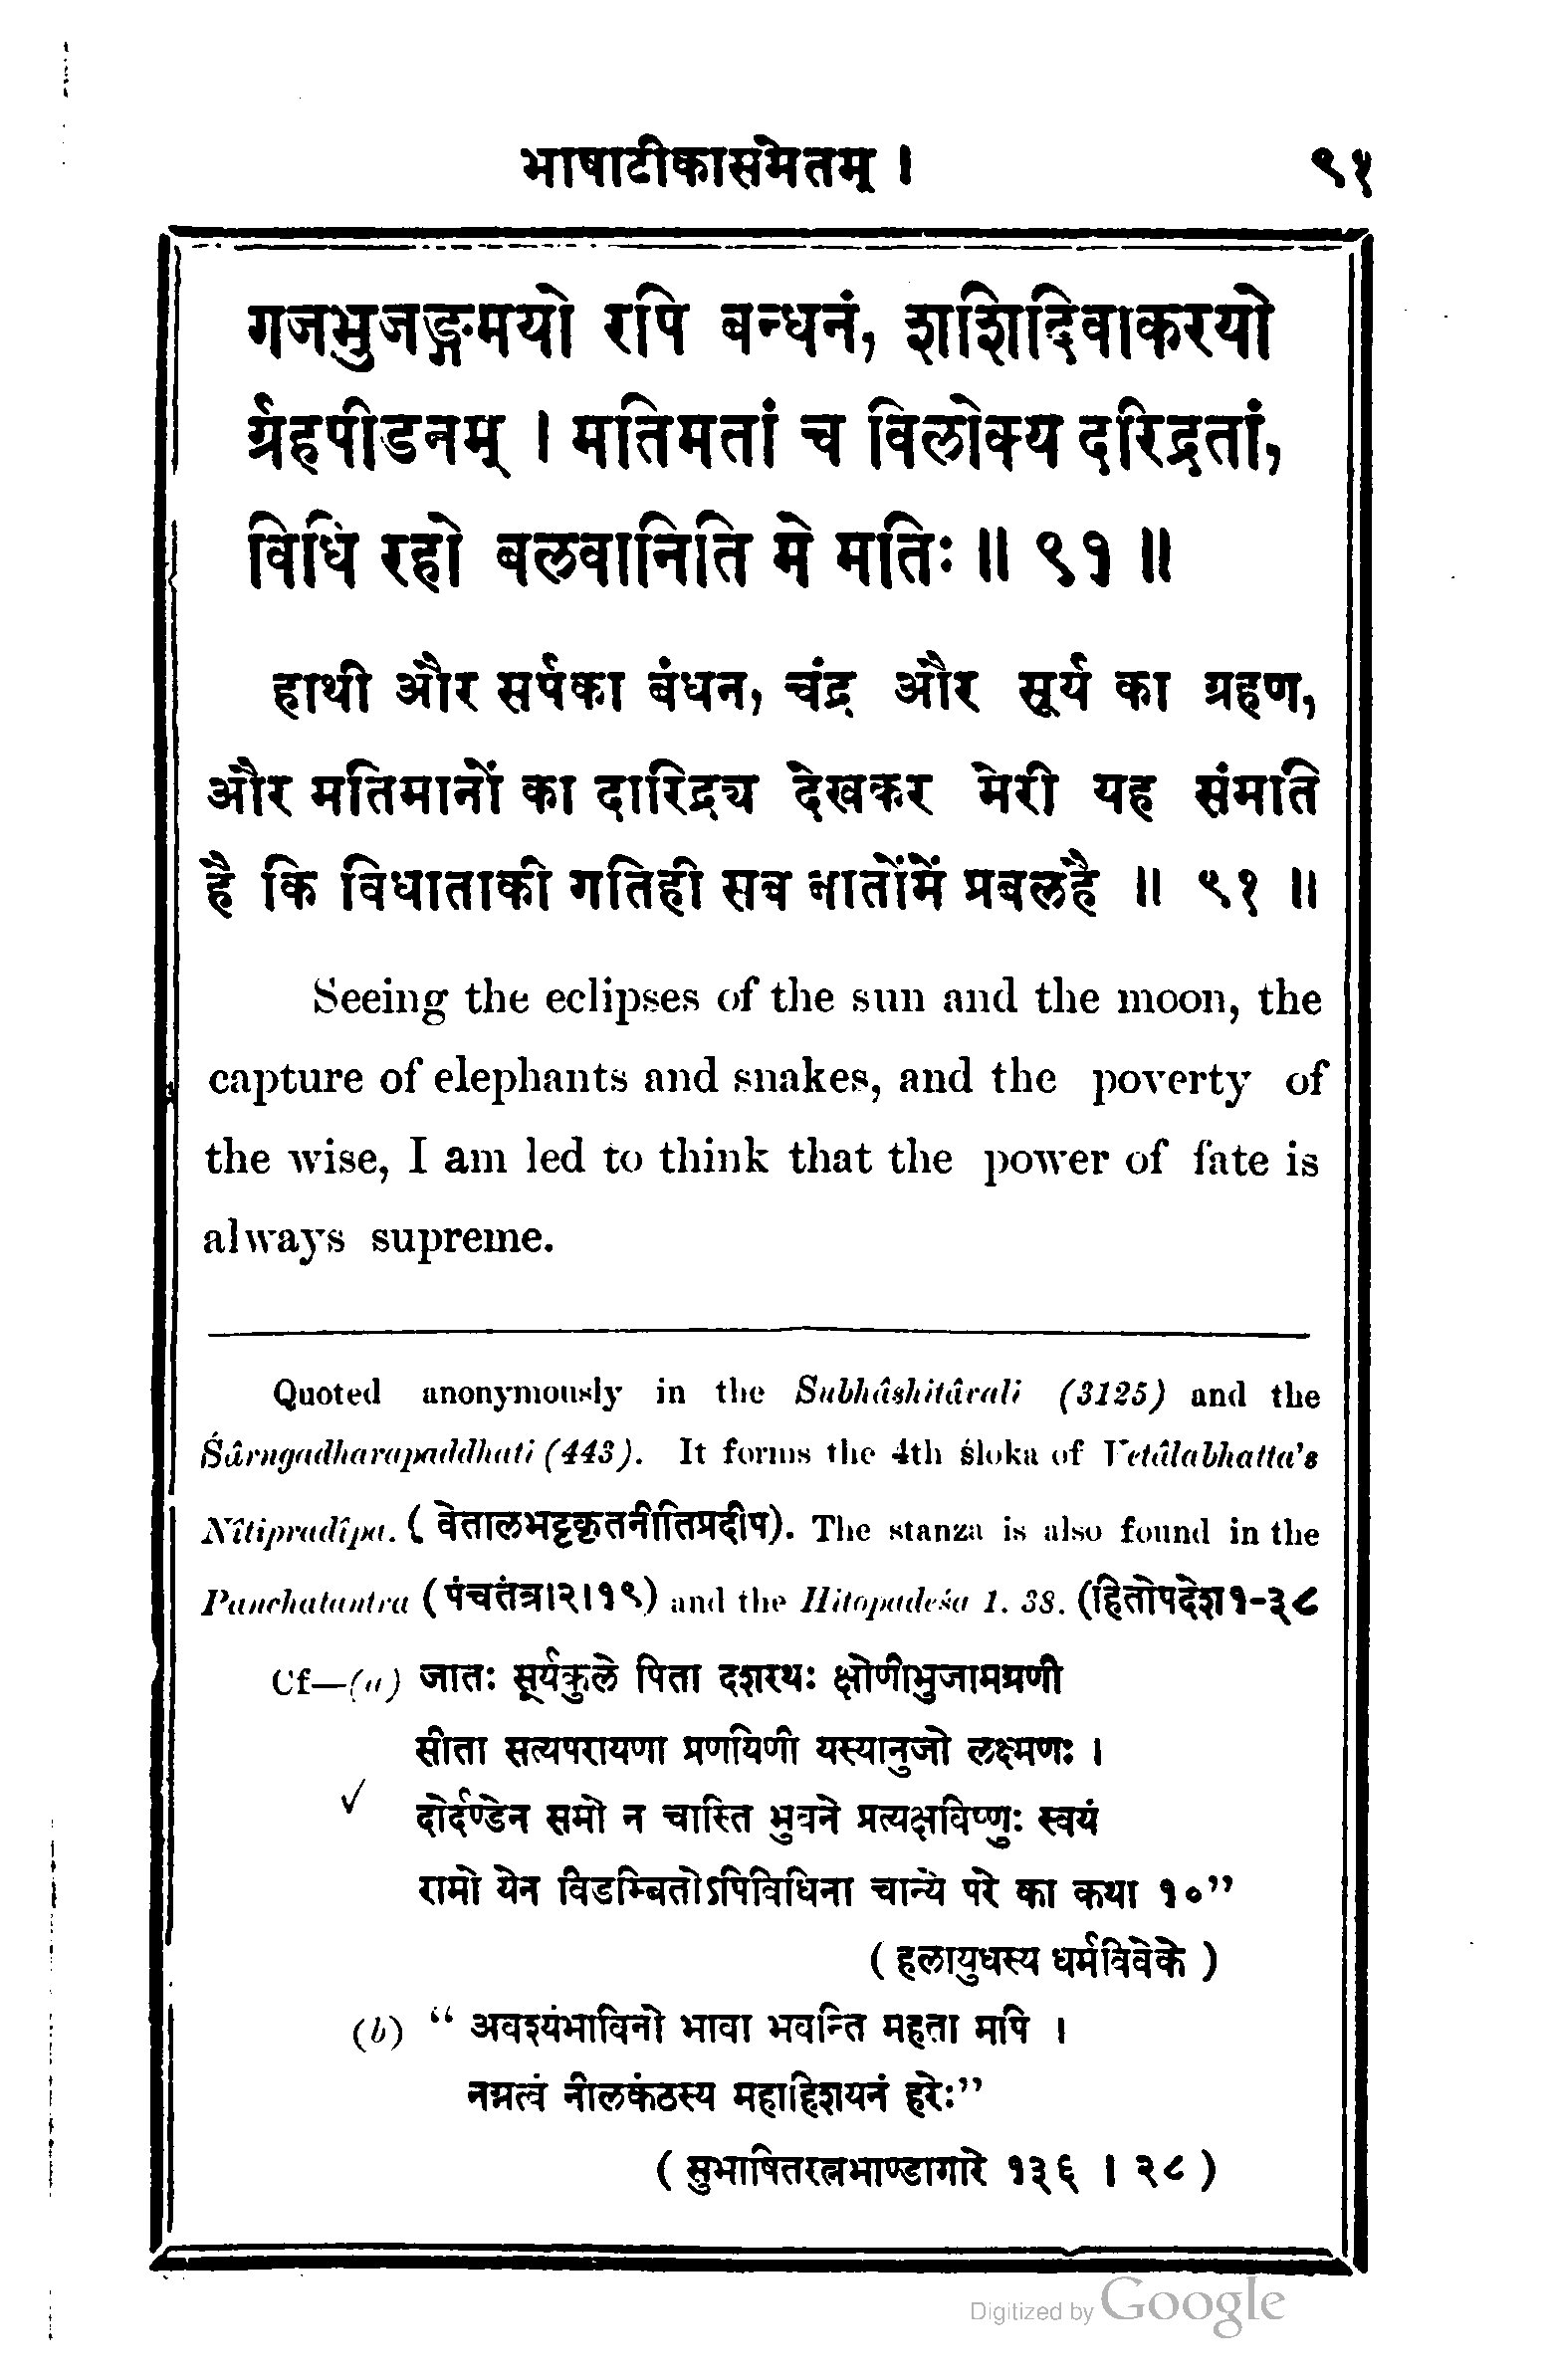 भाषाटीकासमेतम् । ९५
गजभुजङ्गमयो रपि बन्धनं, शशिदिवाकरयो
र्ग्रहपीडनम् । मतिमतां च विलोक्य दरिद्रतां,
विधि रहो बलवानिति मे मतिः ॥ ९१ ॥
हाथी और सर्पका बंधन, चंद्र और सूर्य का ग्रहण,
और मतिमानों का दारिद्र्य देखकर मेरी यह संमति
है कि विधाताकी गतिही सब बातोंमें प्रबलहै ॥ ९१ ॥
Seeing the eclipses of the sun and the moon, the
capture of elephants and snakes, and the poverty of
the wise, I am led to think that the power of fate is
always supreme.
Quoted anonymously in the Subhâshitâvali (3125) and the
Śârngadharapaddhati (443). It forms the 4th śloka of Vetâlabhatta's
Nîtipradîpa. ( वेतालभट्टकृतनीतिप्रदीप). The stanza is also found in the
Panchatantra (पंचतंत्र।२।१९) and the Hitopadeśa 1. 38. (हितोपदेश १-३८
Cf—(a) जातः सूर्यकुले पिता दशरथः क्षोणीभुजामग्रणी
सीता सत्यपरायणा प्रणयिणी यस्यानुजो लक्ष्मणः ।
दोर्दण्डेन समो न चास्ति भुवने प्रत्यक्षविष्णुः स्वयं
रामो येन विडम्बितोऽपिविधिना चान्ये परे का कथा १०”
( हलायुधस्य धर्मविवेके )
(b) “ अवश्यंभाविनो भावा भवन्ति महता मपि ।
नग्नत्वं नीलकंठस्य महाहिशयनं हरेः”
( सुभाषितरत्नभाण्डागारे १३६ । २८ )
Digitized by Google